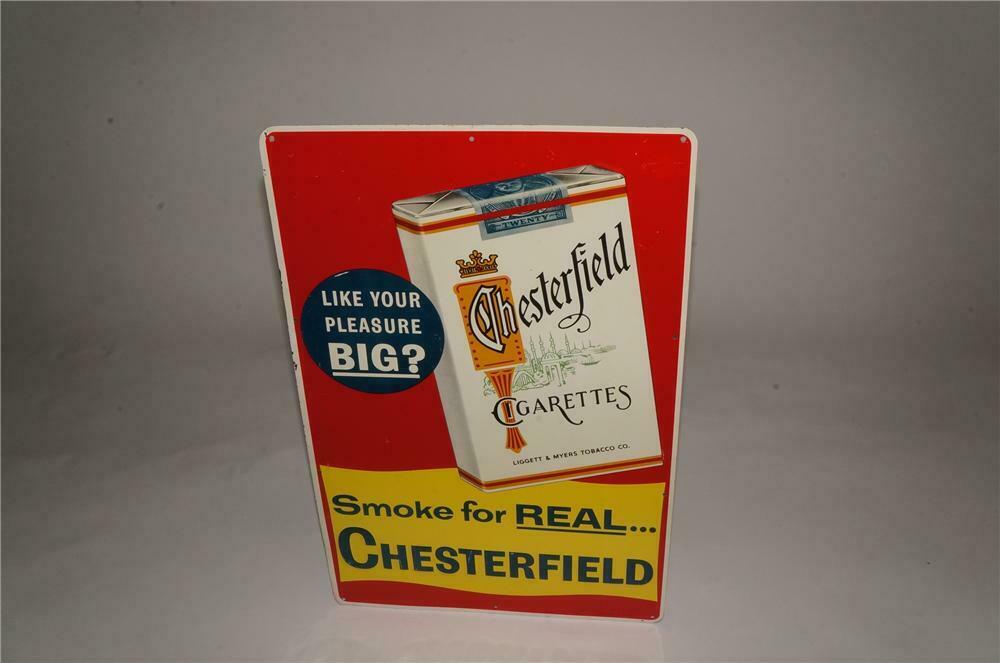 TWENTY
Chesterfield
CIGARETTES
LIGGETT & MYERS TOBACCO CO.
LIKE YOUR
PLEASURE
BIG?
Smoke for REAL...
CHESTERFIELD